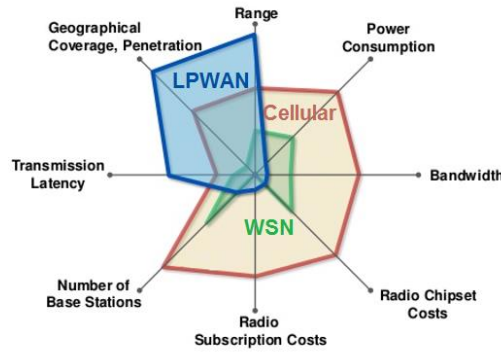 Range
Geographical
Coverage, Penetration
Power
Consumption
LPWAN
Cellular
Transmission
Latency
Bandwidth
WSN
Number of
Base Stations
Radio
Subscription Costs
Radio Chipset
Costs